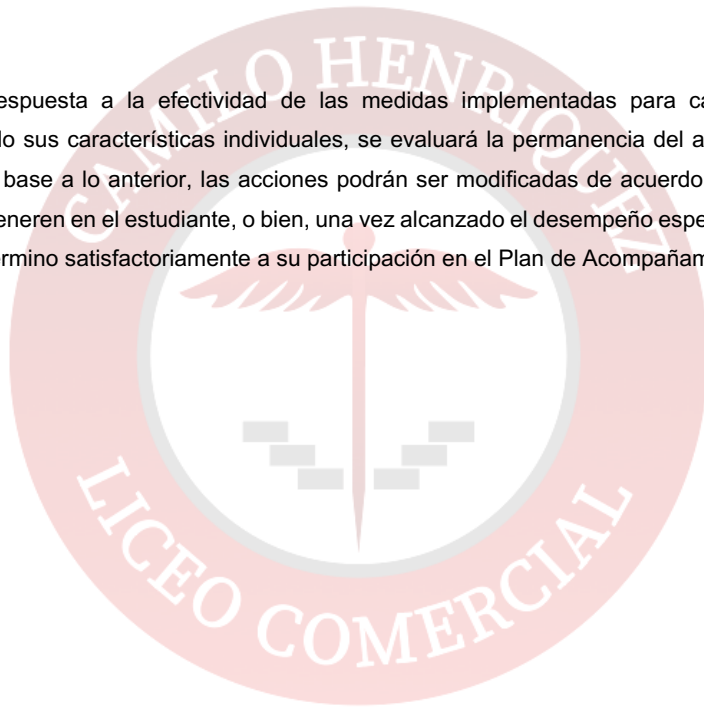 espuesta a la efectividad de las medidas implementadas para ca
lo sus características individuales, se evaluará la permanencia del a
base a lo anterior, las acciones podrán ser modificadas de acuerdo
eneren en el estudiante, o bien, una vez alcanzado el desempeño espe
ermino satisfactoriamente a su participación en el Plan de Acompañam
CAMILO HENRIQUEZ
LICEO COMERCIAL